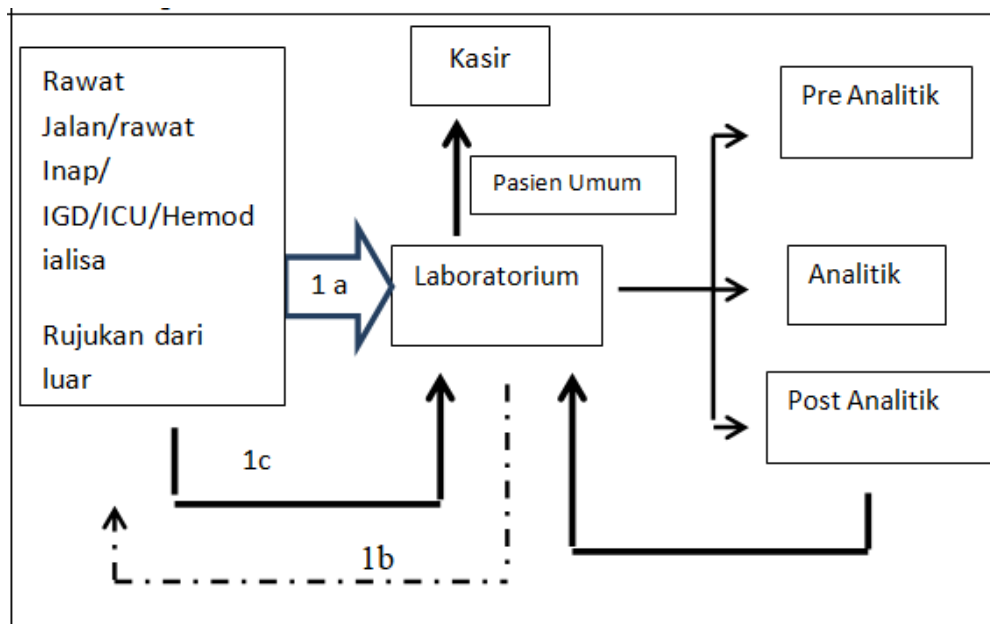 Rawat
Jalan/rawat
Inap/
IGD/ICU/Hemod
ialisa
Rujukan dari
luar
1 a
Kasir
Pasien Umum
Laboratorium
Pre Analitik
Analitik
Post Analitik
1c
1b